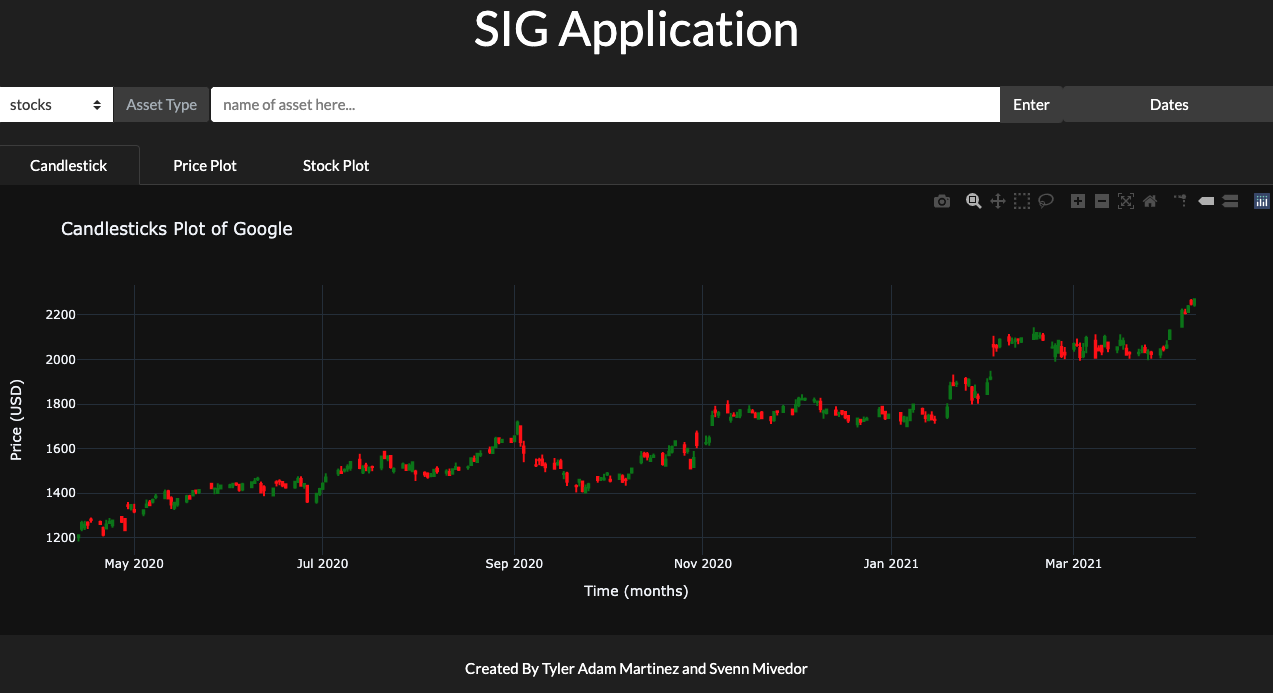 SIG Application
stocks Asset Type name of asset here... Enter Dates
Candlestick Price Plot Stock Plot
Candlesticks Plot of Google
Price (USD)
2200
2000
1800
1600
1400
1200
May 2020 Jul 2020 Sep 2020 Nov 2020 Jan 2021 Mar 2021
Time (months)
Created By Tyler Adam Martinez and Svenn Mivedor